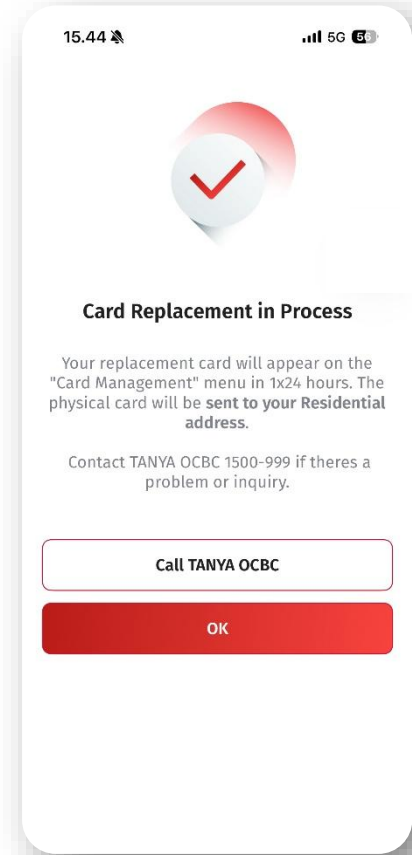 15.44 5G 56
Card Replacement in Process
Your replacement card will appear on the
"Card Management" menu in 1x24 hours. The
physical card will be sent to your Residential
address.
Contact TANYA OCBC 1500-999 if theres a
problem or inquiry.
Call TANYA OCBC
OK